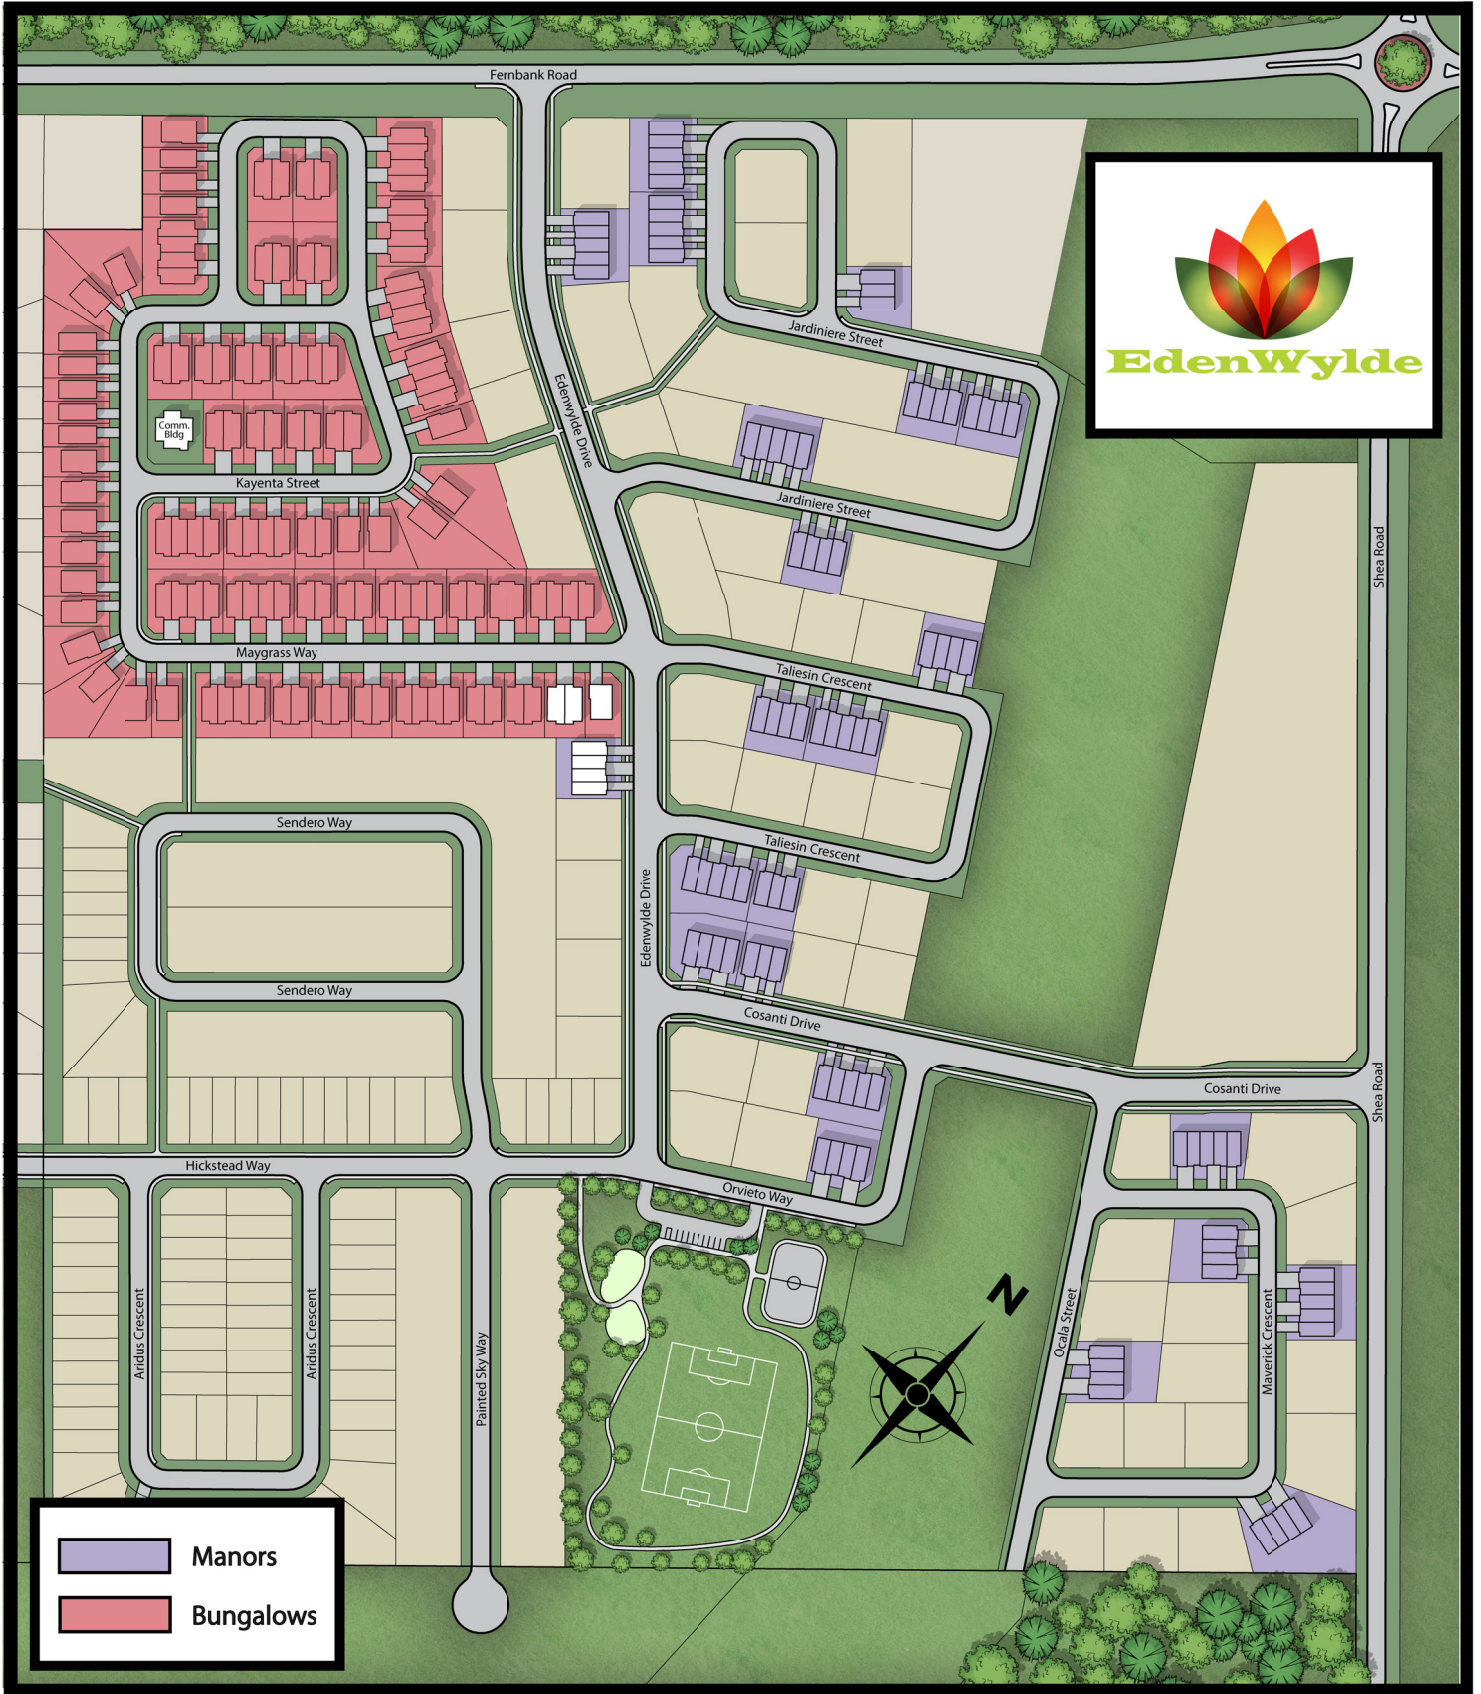 Fernbank Road
EdenWylde
Jardiniere Street
Edenwylde Drive
Comm.
Bldg
Kayenta Street
Jardiniere Street
Shea Road
Maygrass Way
Taliesin Crescent
Sendero Way
Taliesin Crescent
Edenwylde Drive
Sendero Way
Cosanti Drive
Cosanti Drive
Shea Road
Hickstead Way
Orvieto Way
N
Aridus Crescent
Aridus Crescent
Painted Sky Way
Ocala Street
Maverick Crescent
Manors
Bungalows